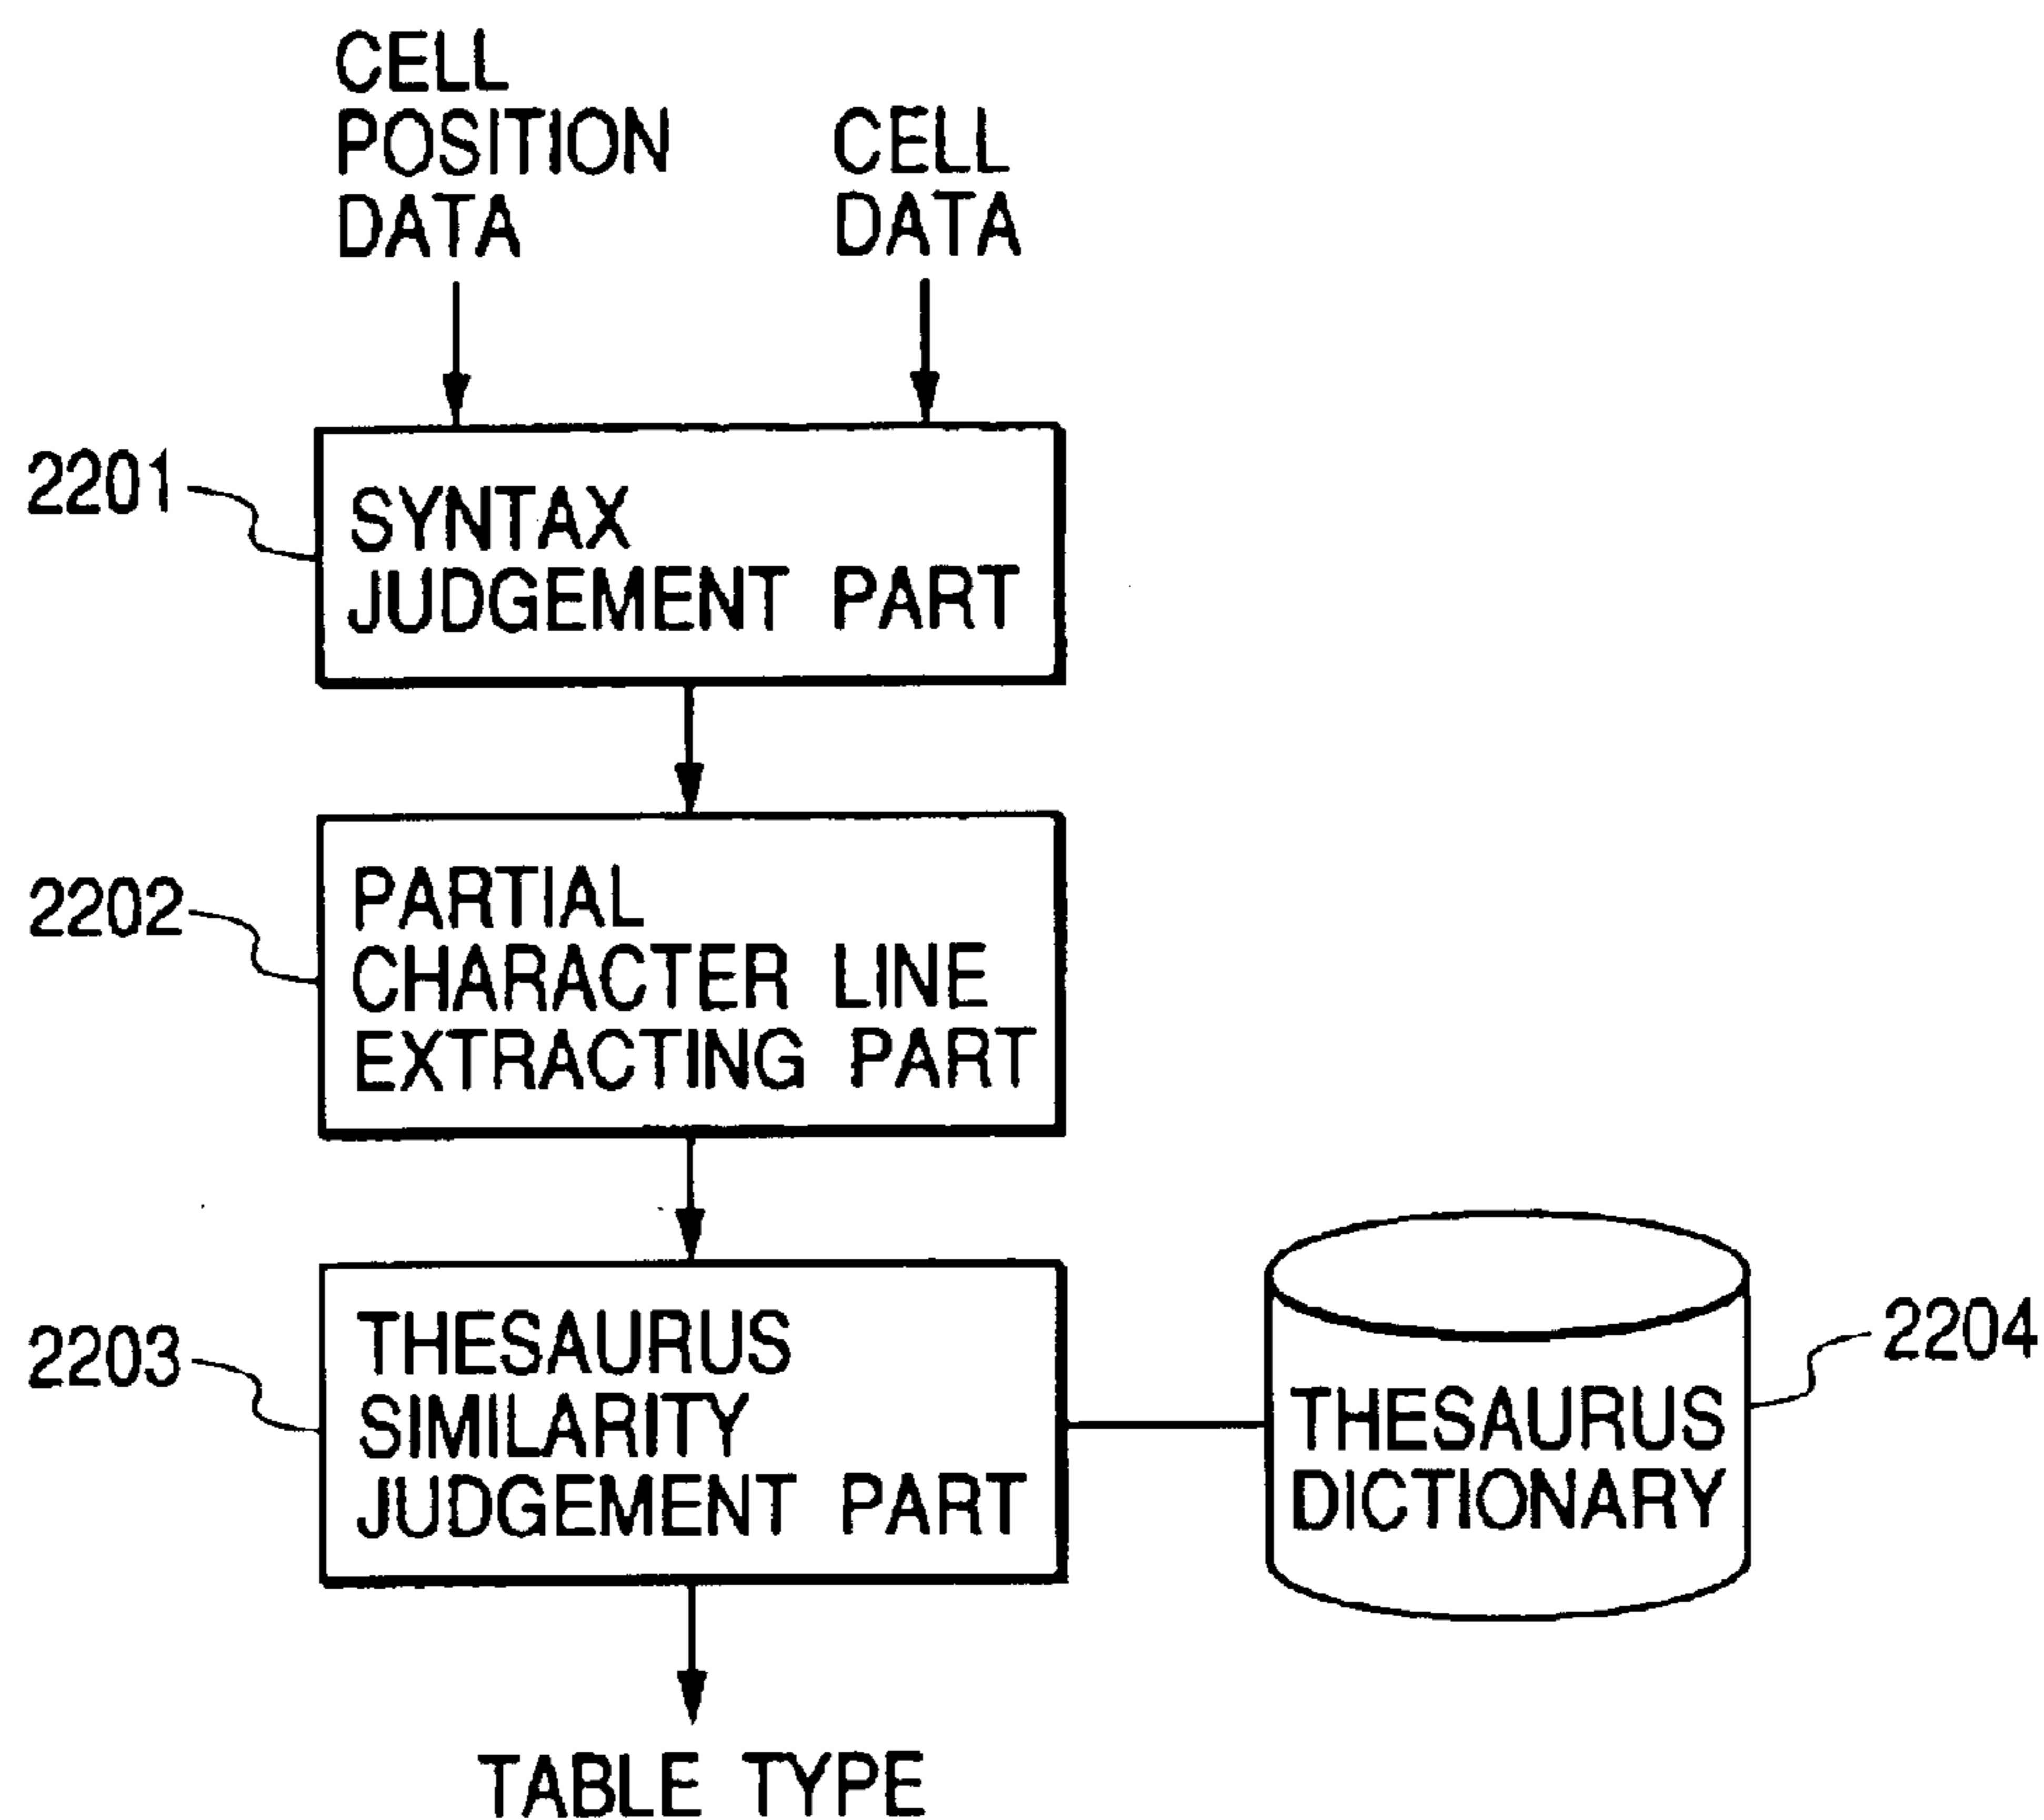 CELL
POSITION
DATA
CELL
DATA
2201
SYNTAX
JUDGEMENT PART
2202
PARTIAL
CHARACTER LINE
EXTRACTING PART
2203
THESAURUS
SIMILARITY
JUDGEMENT PART
2204
THESAURUS
DICTIONARY
TABLE TYPE